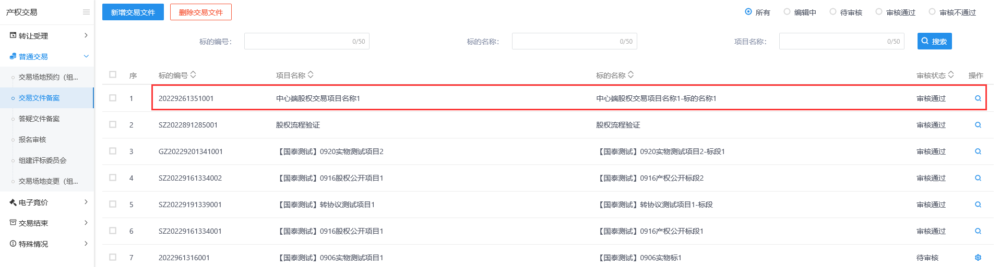 产权交易
转让受理
普通交易
交易场地预约（组...
交易文件备案
答疑文件备案
报名审核
组建评标委员会
交易场地变更（组...
电子竞价
交易结束
特殊情况
新增交易文件 删除交易文件 所有 编辑中 待审核 审核通过 审核不通过
标的编号： 0/50 标的名称： 0/50 项目名称： 0/50 搜索
序 标的编号 项目名称 标的名称 审核状态 操作
1 20229261351001 中心端股权交易项目名称1 中心端股权交易项目名称1-标的名称1 审核通过
2 SZ2022891285001 股权流程验证 股权流程验证 审核通过
3 GZ20229201341001 【国泰测试】0920实物测试项目2 【国泰测试】0920实物测试项目2-标段1 审核通过
4 SZ20229161334002 【国泰测试】0916股权公开项目1 【国泰测试】0916产权公开标段2 审核通过
5 SZ20229191339001 【国泰测试】转协议测试项目1 【国泰测试】转协议测试项目1-标段 审核通过
6 SZ20229161334001 【国泰测试】0916股权公开项目1 【国泰测试】0916产权公开标段1 审核通过
7 2022961316001 【国泰测试】0906实物测试项目1 【国泰测试】0906实物标1 待审核